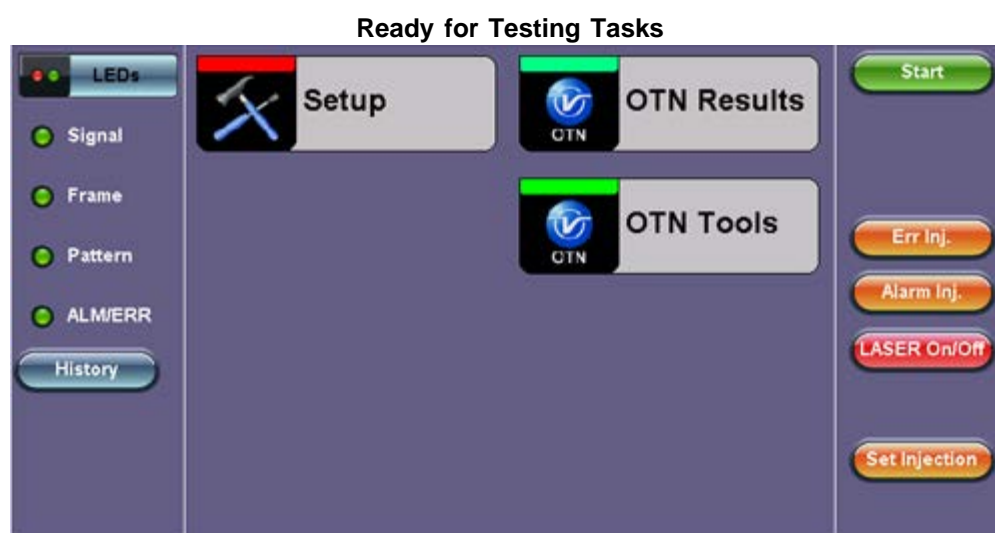 Ready for Testing Tasks
LEDs
Signal
Frame
Pattern
ALM/ERR
History
Setup
OTN
OTN Results
OTN
OTN Tools
Start
Err Inj.
Alarm Inj.
LASER On/Off
Set Injection